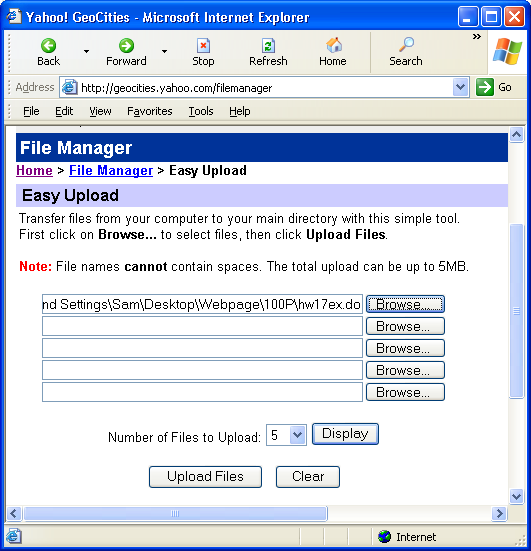 Yahoo! GeoCities - Microsoft Internet Explorer
Back Forward Stop Refresh Home Search »
Address http://geocities.yahoo.com/filemanager Go
File Edit View Favorites Tools Help
File Manager
Home > File Manager > Easy Upload
Easy Upload
Transfer files from your computer to your main directory with this simple tool.
First click on Browse... to select files, then click Upload Files.
Note: File names cannot contain spaces. The total upload can be up to 5MB.
nd Settings\Sam\Desktop\Webpage\100P\hw17ex.do Browse...
Browse...
Browse...
Browse...
Browse...
Number of Files to Upload: 5 Display
Upload Files Clear
Internet